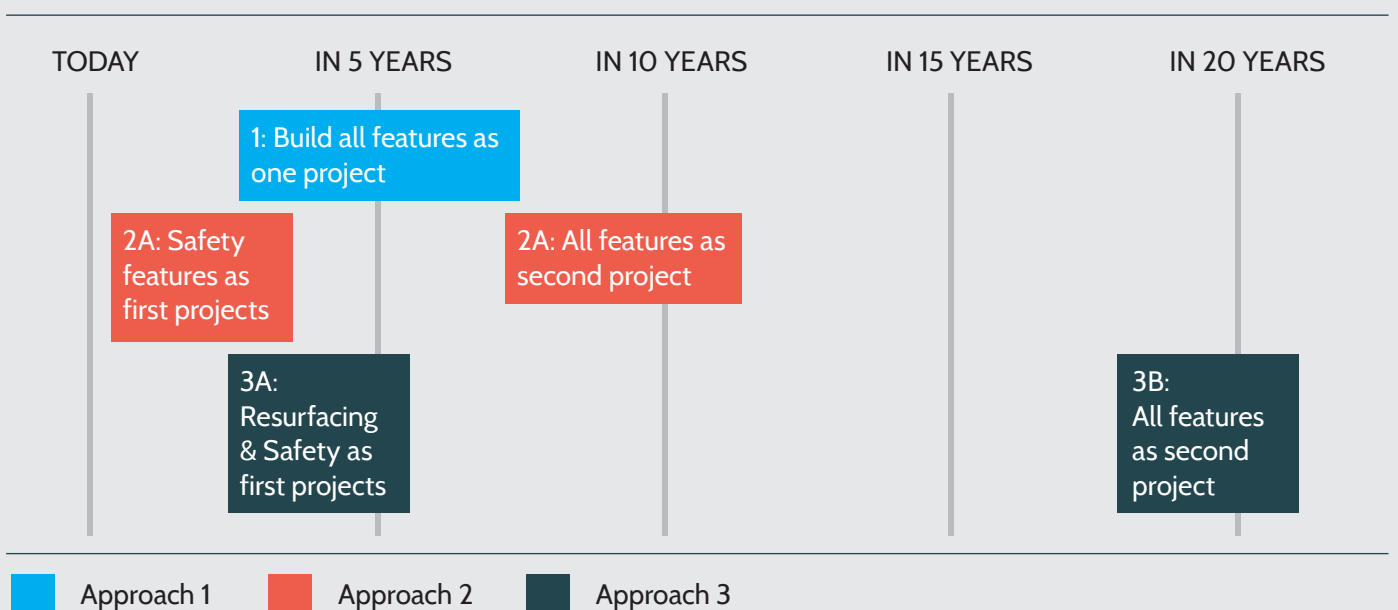 TODAY
IN 5 YEARS
IN 10 YEARS
IN 15 YEARS
IN 20 YEARS
1: Build all features as
one project
2A: Safety
features as
first projects
2A: All features as
second project
3A:
Resurfacing
& Safety as
first projects
3B:
All features
as second
project
Approach 1
Approach 2
Approach 3